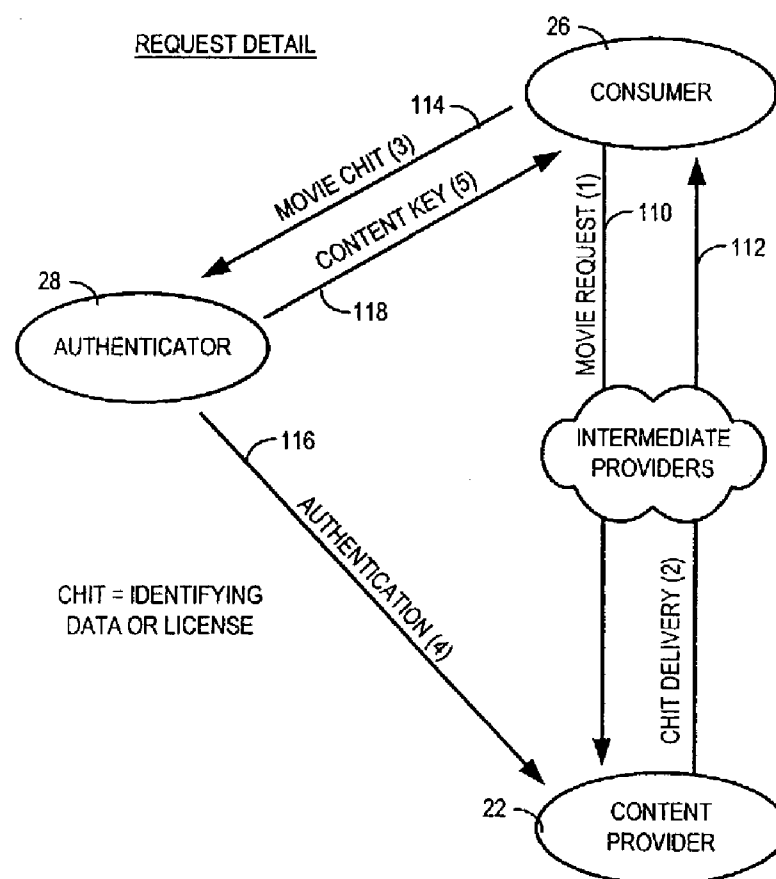 REQUEST DETAIL
26
CONSUMER
114
MOVIE CHIT (3)
CONTENT KEY (5)
MOVIE REQUEST (1)
110
112
28
118
AUTHENTICATOR
INTERMEDIATE
PROVIDERS
116
AUTHENTICATION (4)
CHIT = IDENTIFYING
DATA OR LICENSE
CHIT DELIVERY (2)
22
CONTENT
PROVIDER